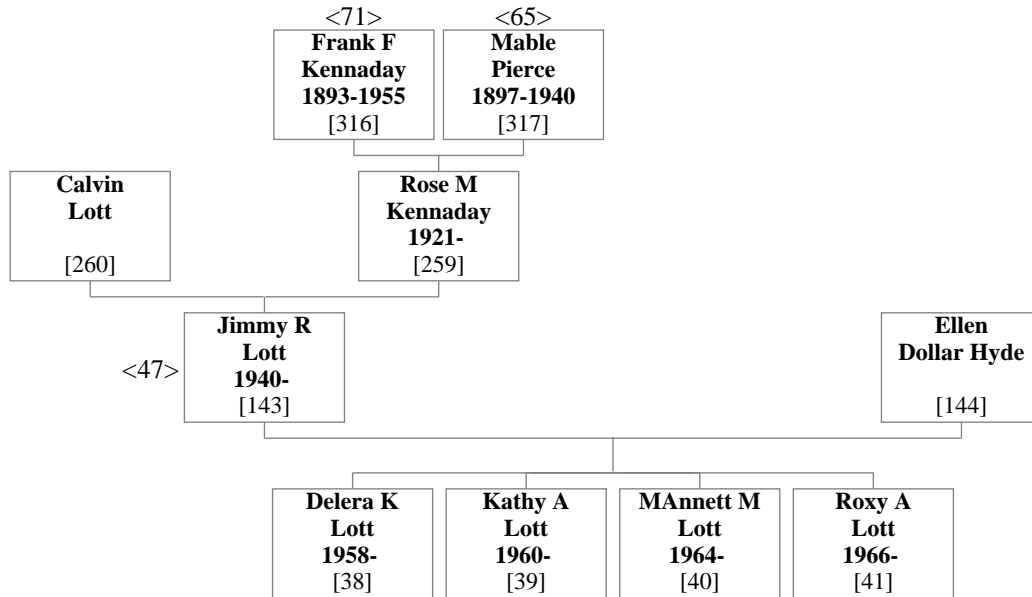 <71>
<65>
Frank F
Kennaday
1893-1955
[316]
Mable
Pierce
1897-1940
[317]
Calvin
Lott
[260]
Rose M
Kennaday
1921-
[259]
<47>
Jimmy R
Lott
1940-
[143]
Ellen
Dollar Hyde
[144]
Delera K
Lott
1958-
[38]
Kathy A
Lott
1960-
[39]
MAnnett M
Lott
1964-
[40]
Roxy A
Lott
1966-
[41]